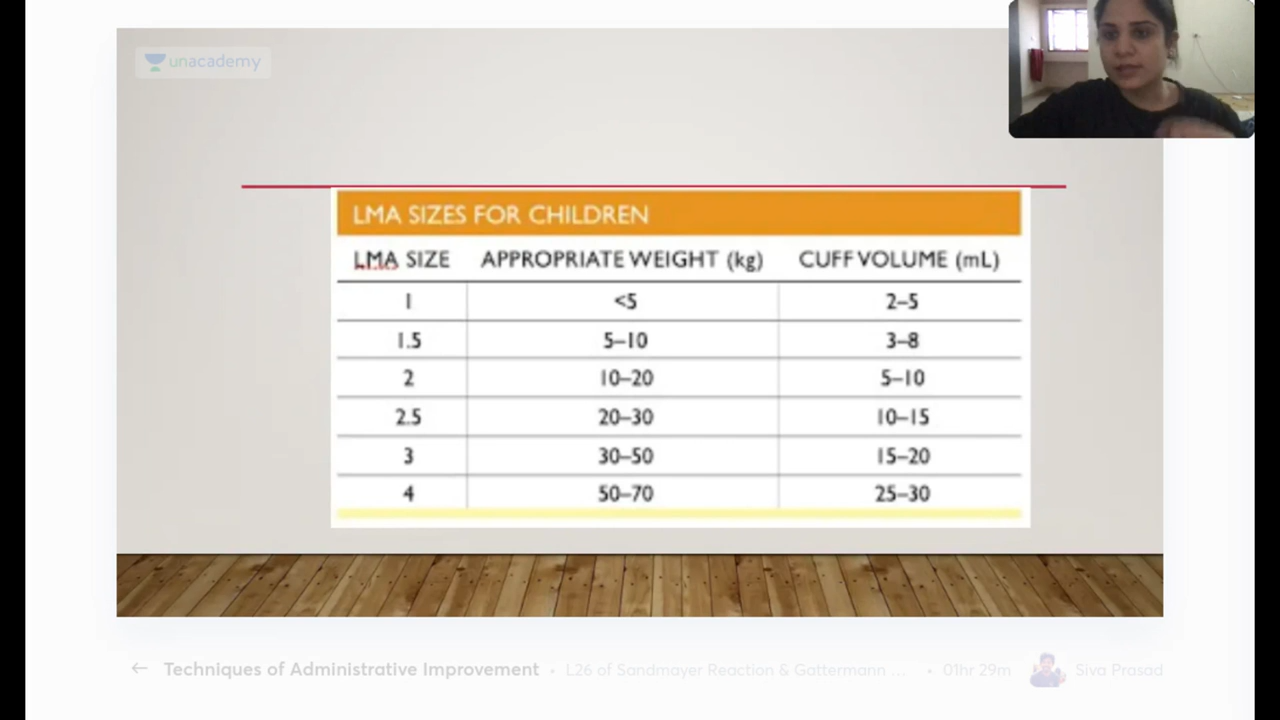 unacademy
LMA SIZES FOR CHILDREN
LMA SIZE APPROPRIATE WEIGHT (kg) CUFF VOLUME (mL)
1 <5 2–5
1.5 5–10 3–8
2 10–20 5–10
2.5 20–30 10–15
3 30–50 15–20
4 50–70 25–30
← Techniques of Administrative Improvement • L26 of Sandmayer Reaction & Gattermann ... • 01hr 29m Siva Prasad